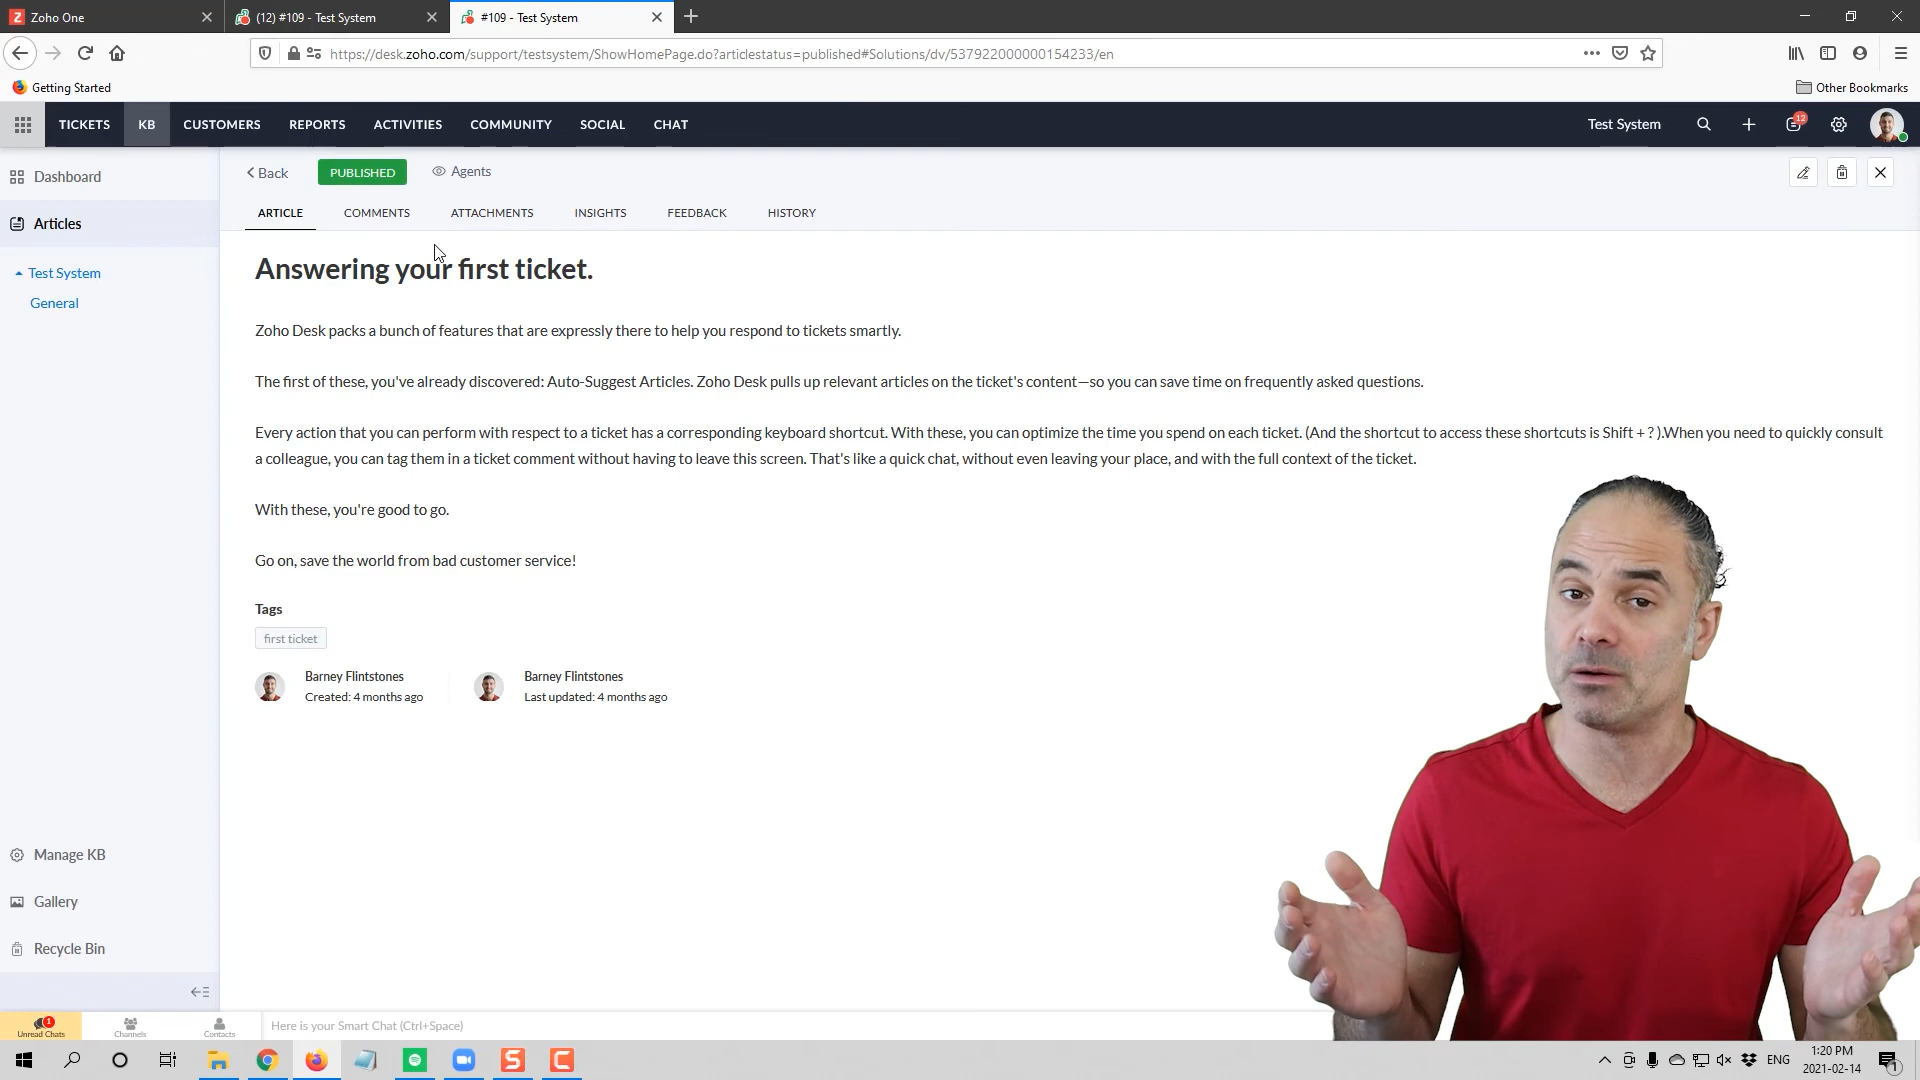 Zoho One
(12) #109 - Test System
#109 - Test System
https://desk.zoho.com/support/testsystem/ShowHomePage.do?articlestatus=published#Solutions/dv/537922000000154233/en
Getting Started
Other Bookmarks
TICKETS
KB
CUSTOMERS
REPORTS
ACTIVITIES
COMMUNITY
SOCIAL
CHAT
Test System
12
Dashboard
Articles
Test System
General
Manage KB
Gallery
Recycle Bin
Back
PUBLISHED
Agents
ARTICLE
COMMENTS
ATTACHMENTS
INSIGHTS
FEEDBACK
HISTORY
Answering your first ticket.
Zoho Desk packs a bunch of features that are expressly there to help you respond to tickets smartly.
The first of these, you've already discovered: Auto-Suggest Articles. Zoho Desk pulls up relevant articles on the ticket's content—so you can save time on frequently asked questions.
Every action that you can perform with respect to a ticket has a corresponding keyboard shortcut. With these, you can optimize the time you spend on each ticket. (And the shortcut to access these shortcuts is Shift + ? ).When you need to quickly consult
a colleague, you can tag them in a ticket comment without having to leave this screen. That's like a quick chat, without even leaving your place, and with the full context of the ticket.
With these, you're good to go.
Go on, save the world from bad customer service!
Tags
first ticket
Barney Flintstones
Created: 4 months ago
Barney Flintstones
Last updated: 4 months ago
1
Unread Chats
Channels
Contacts
Here is your Smart Chat (Ctrl+Space)
ENG
1:20 PM
2021-02-14
1